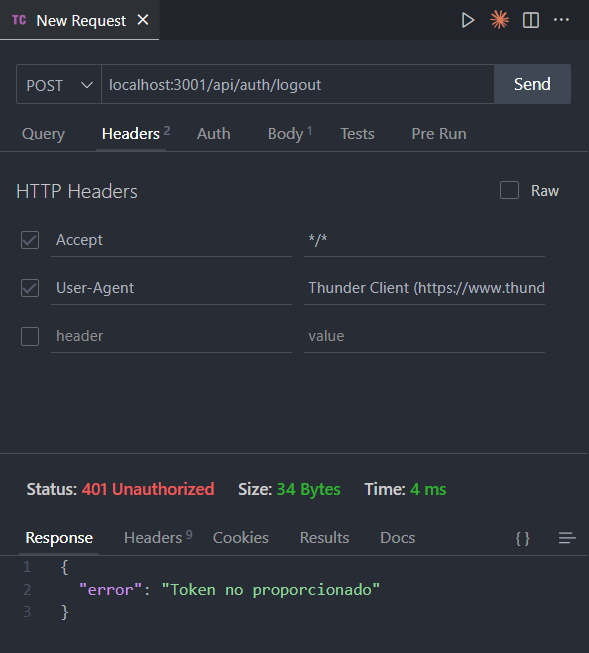 TC New Request
POST localhost:3001/api/auth/logout Send
Query Headers 2 Auth Body 1 Tests Pre Run
HTTP Headers Raw
Accept */*
User-Agent Thunder Client (https://www.thund
header value
Status: 401 Unauthorized Size: 34 Bytes Time: 4 ms
Response Headers 9 Cookies Results Docs { }
1 {
2 "error": "Token no proporcionado"
3 }